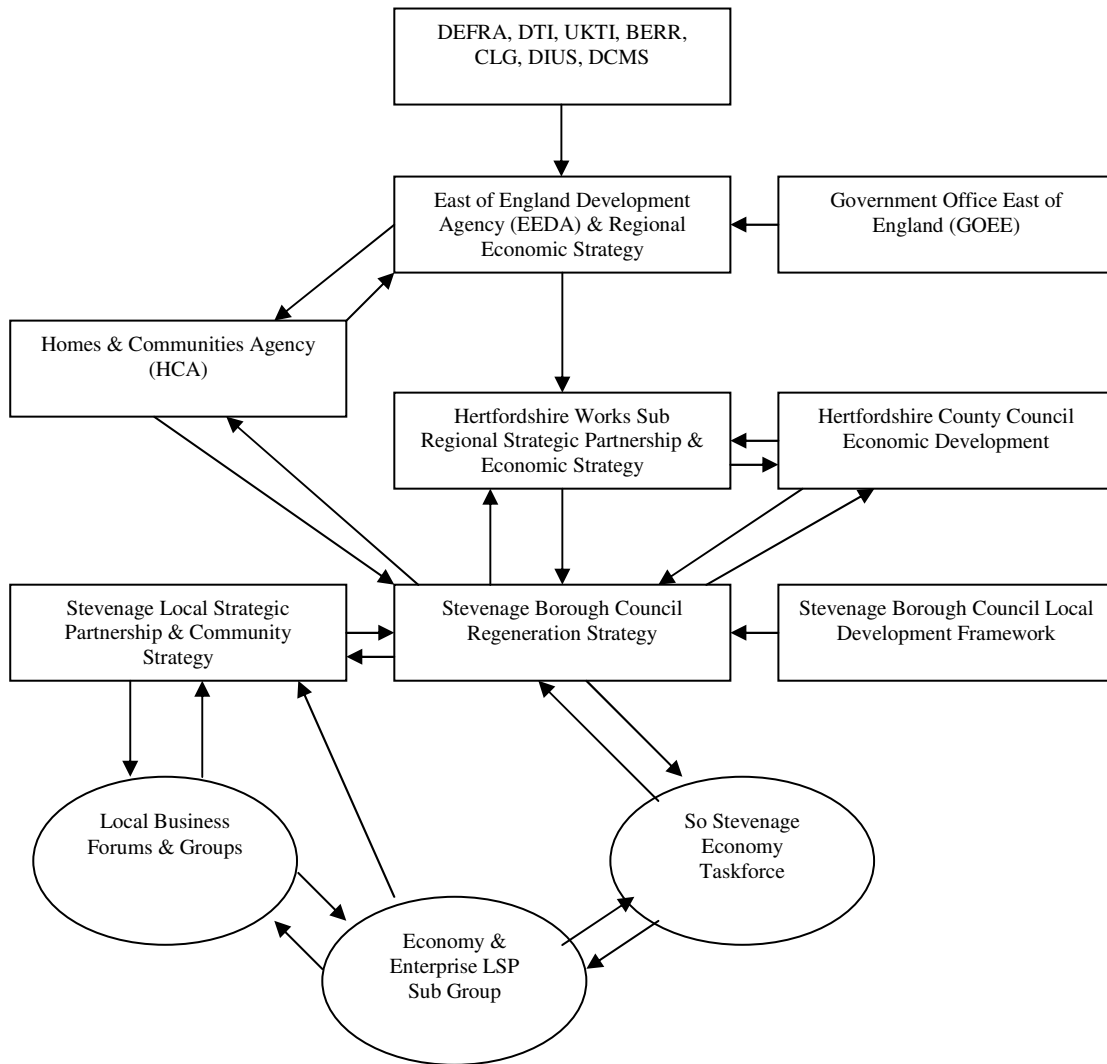 DEFRA, DTI, UKTI, BERR,
CLG, DIUS, DCMS
East of England Development
Agency (EEDA) & Regional
Economic Strategy
Government Office East of
England (GOEE)
Homes & Communities Agency
(HCA)
Hertfordshire Works Sub
Regional Strategic Partnership &
Economic Strategy
Hertfordshire County Council
Economic Development
Stevenage Local Strategic
Partnership & Community
Strategy
Stevenage Borough Council
Regeneration Strategy
Stevenage Borough Council Local
Development Framework
Local Business
Forums & Groups
So Stevenage
Economy
Taskforce
Economy &
Enterprise LSP
Sub Group